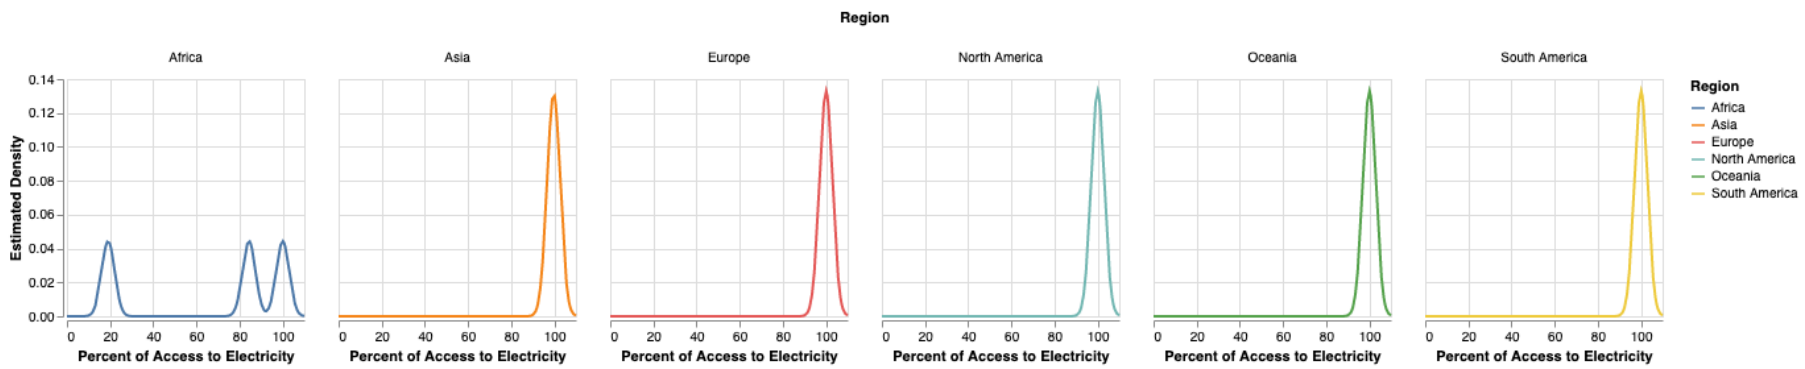 Region
Africa
Asia
Europe
North America
Oceania
South America
Estimated Density
0.14
0.12
0.10
0.08
0.06
0.04
0.02
0.00
0 20 40 60 80 100
0 20 40 60 80 100
0 20 40 60 80 100
0 20 40 60 80 100
0 20 40 60 80 100
0 20 40 60 80 100
Percent of Access to Electricity
Percent of Access to Electricity
Percent of Access to Electricity
Percent of Access to Electricity
Percent of Access to Electricity
Percent of Access to Electricity
Region
Africa
Asia
Europe
North America
Oceania
South America